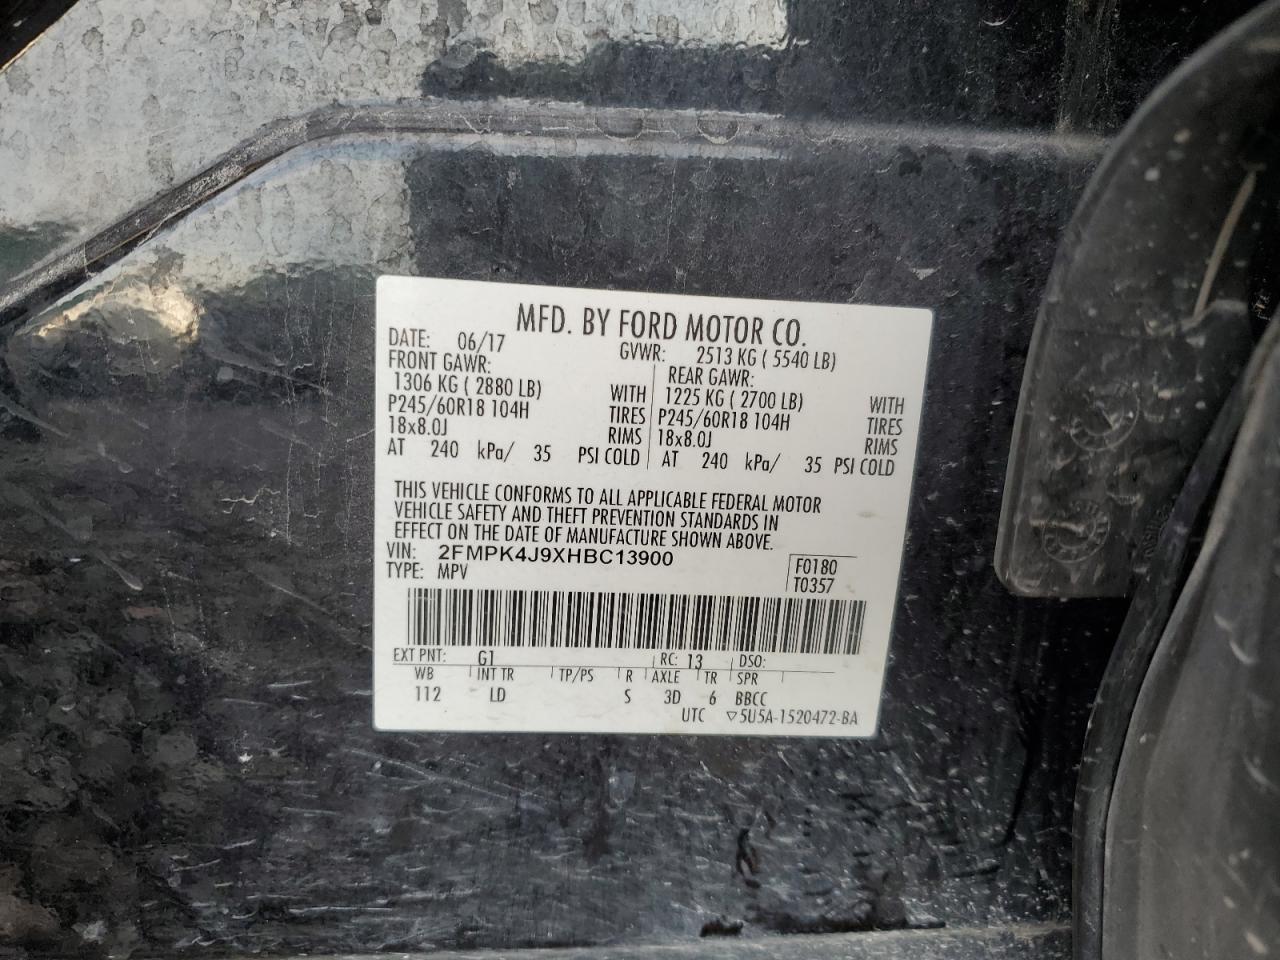 MFD. BY FORD MOTOR CO.
DATE: 06/17 GVWR: 2513 KG ( 5540 LB)
FRONT GAWR: REAR GAWR:
1306 KG ( 2880 LB) WITH 1225 KG ( 2700 LB) WITH
P245/60R18 104H TIRES P245/60R18 104H TIRES
18x8.0J RIMS 18x8.0J RIMS
AT 240 kPa/ 35 PSI COLD AT 240 kPa/ 35 PSI COLD
THIS VEHICLE CONFORMS TO ALL APPLICABLE FEDERAL MOTOR
VEHICLE SAFETY AND THEFT PREVENTION STANDARDS IN
EFFECT ON THE DATE OF MANUFACTURE SHOWN ABOVE.
VIN: 2FMPK4J9XHBC13900 F0180
TYPE: MPV T0357
EXT PNT: G1 RC: 13 DSO:
WB INT TR TP/PS R AXLE TR SPR
112 LD S 3D 6 BBCC
UTC ▽5U5A-1520472-BA